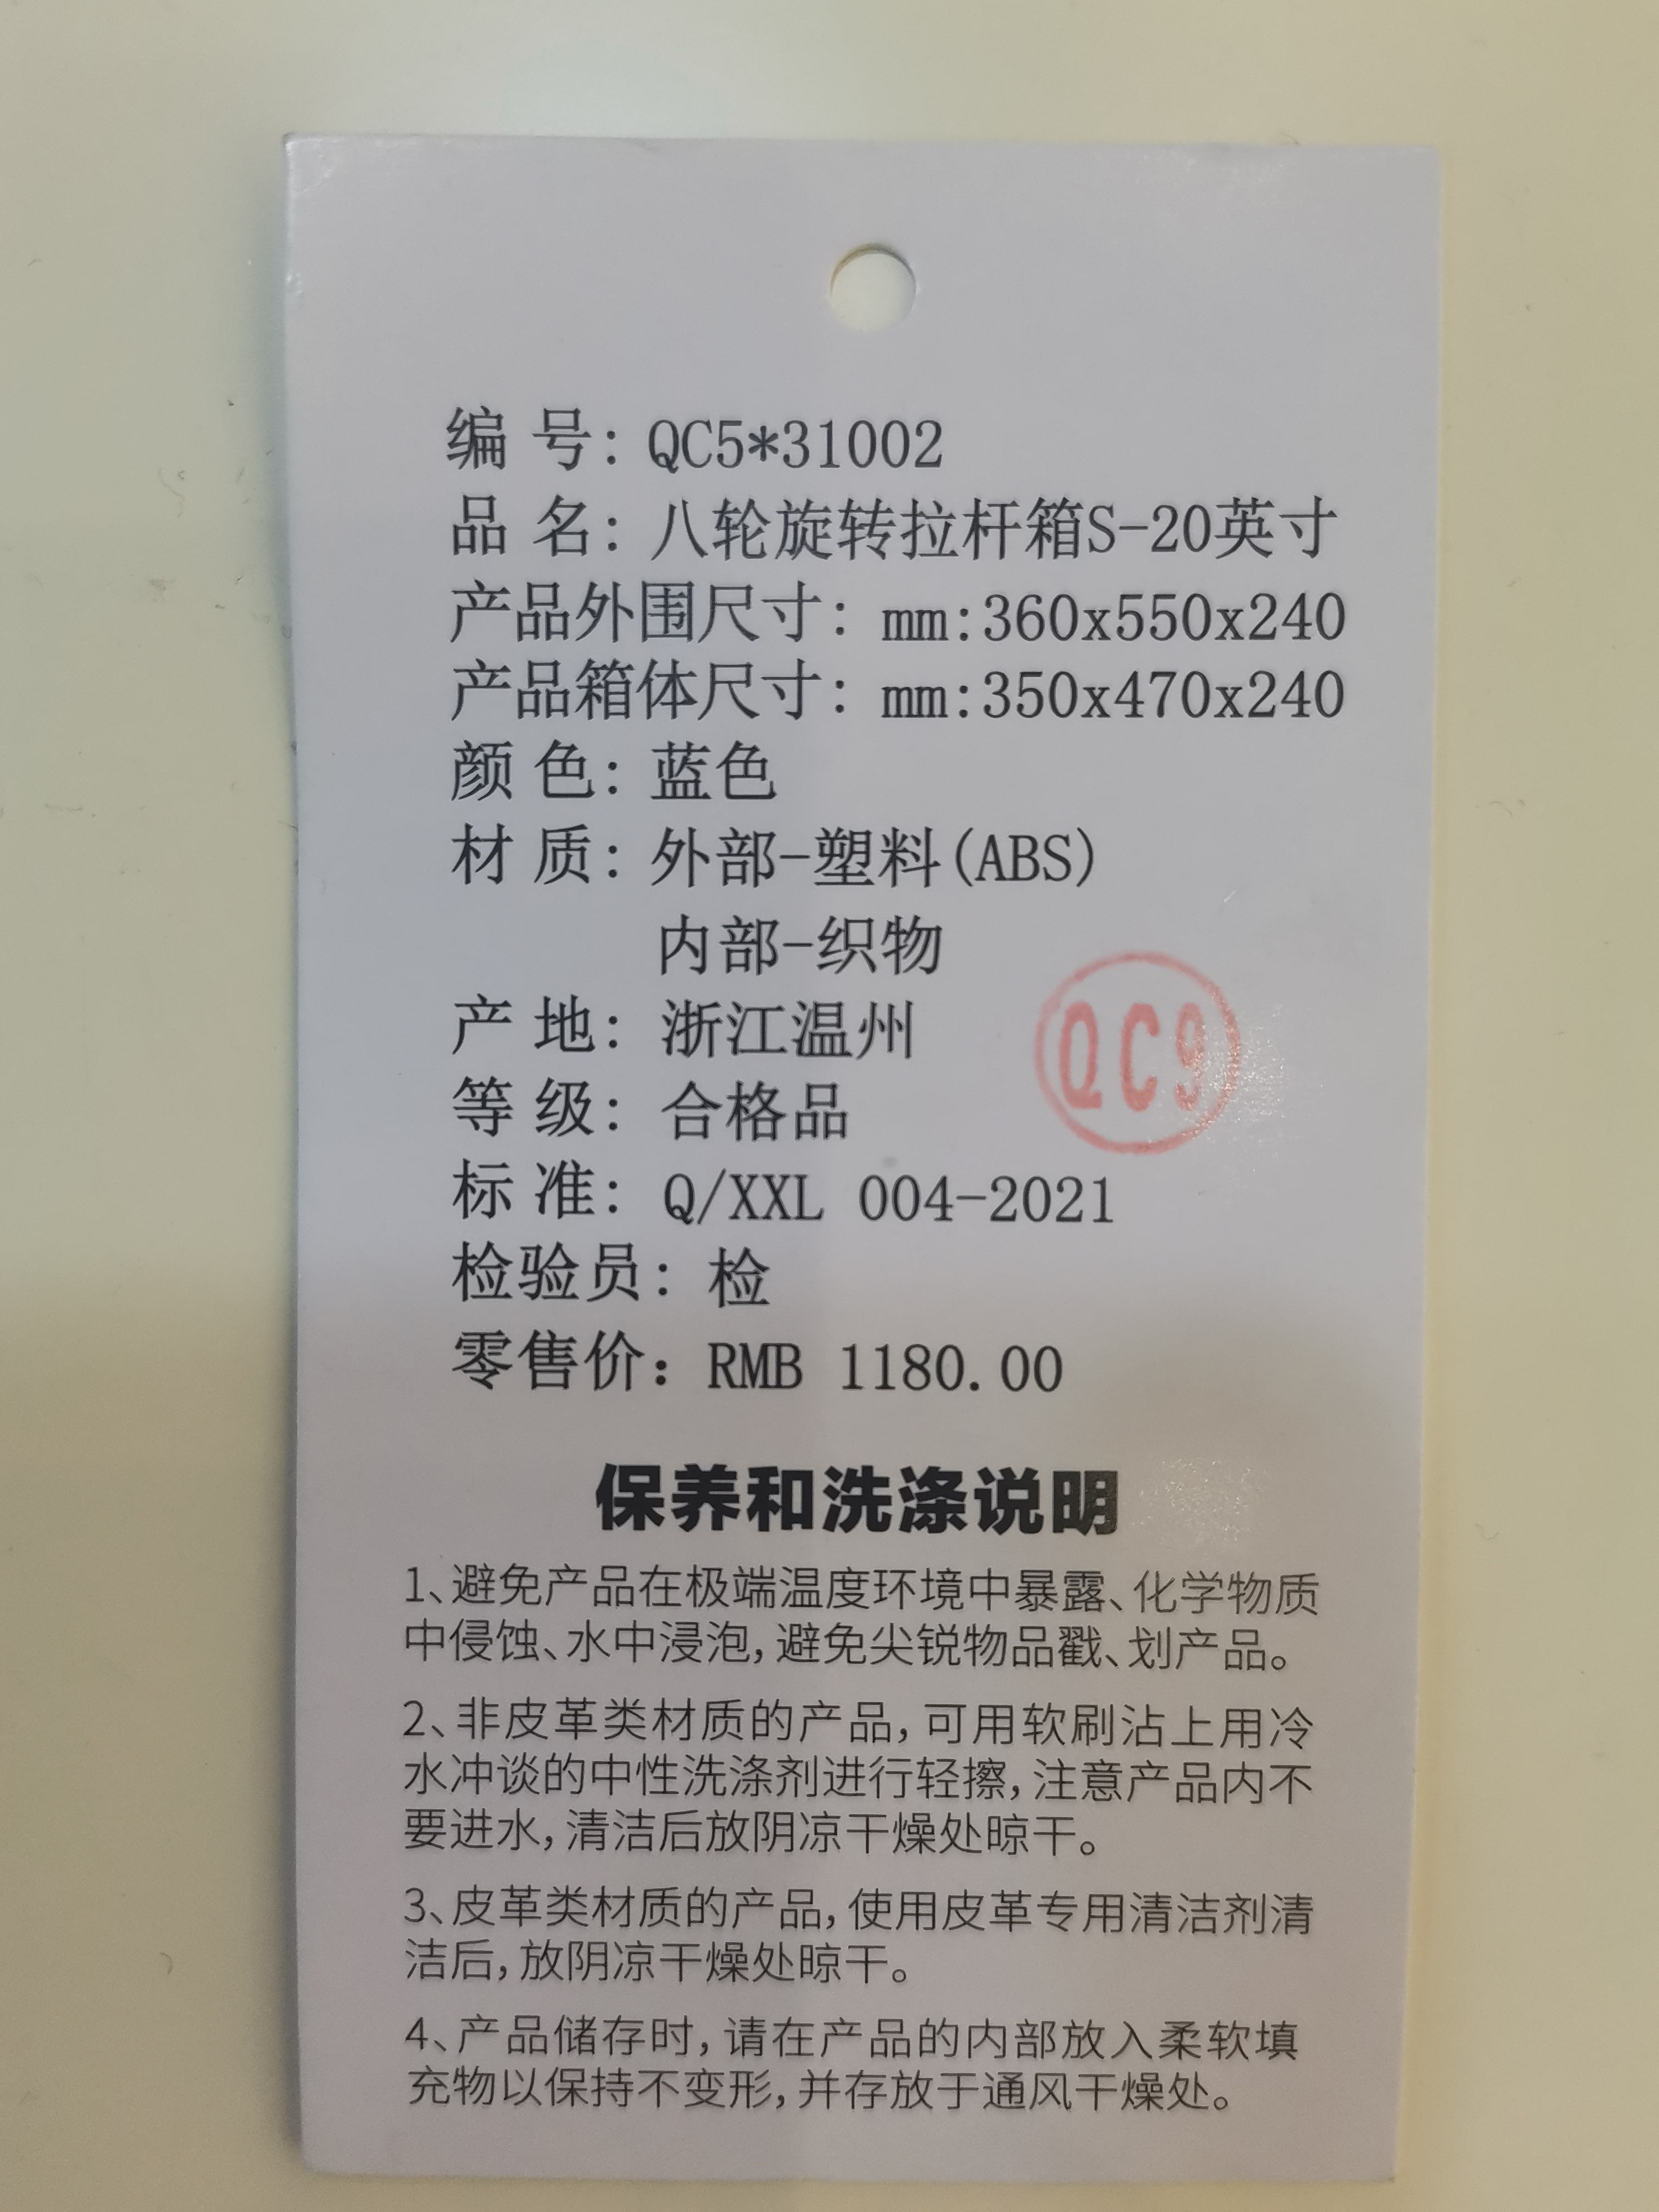 编 号：QC5*31002
品 名：八轮旋转拉杆箱S-20英寸
产品外围尺寸：mm:360x550x240
产品箱体尺寸：mm:350x470x240
颜 色：蓝色
材 质：外部-塑料(ABS)
内部-织物
产 地：浙江温州
QC9
等 级：合格品
标 准：Q/XXL 004-2021
检验员：检
零售价：RMB 1180.00
保养和洗涤说明
1、避免产品在极端温度环境中暴露、化学物质
中侵蚀、水中浸泡，避免尖锐物品戳、划产品。
2、非皮革类材质的产品，可用软刷沾上用冷
水冲谈的中性洗涤剂进行轻擦，注意产品内不
要进水，清洁后放阴凉干燥处晾干。
3、皮革类材质的产品，使用皮革专用清洁剂清
洁后，放阴凉干燥处晾干。
4、产品储存时，请在产品的内部放入柔软填
充物以保持不变形，并存放于通风干燥处。